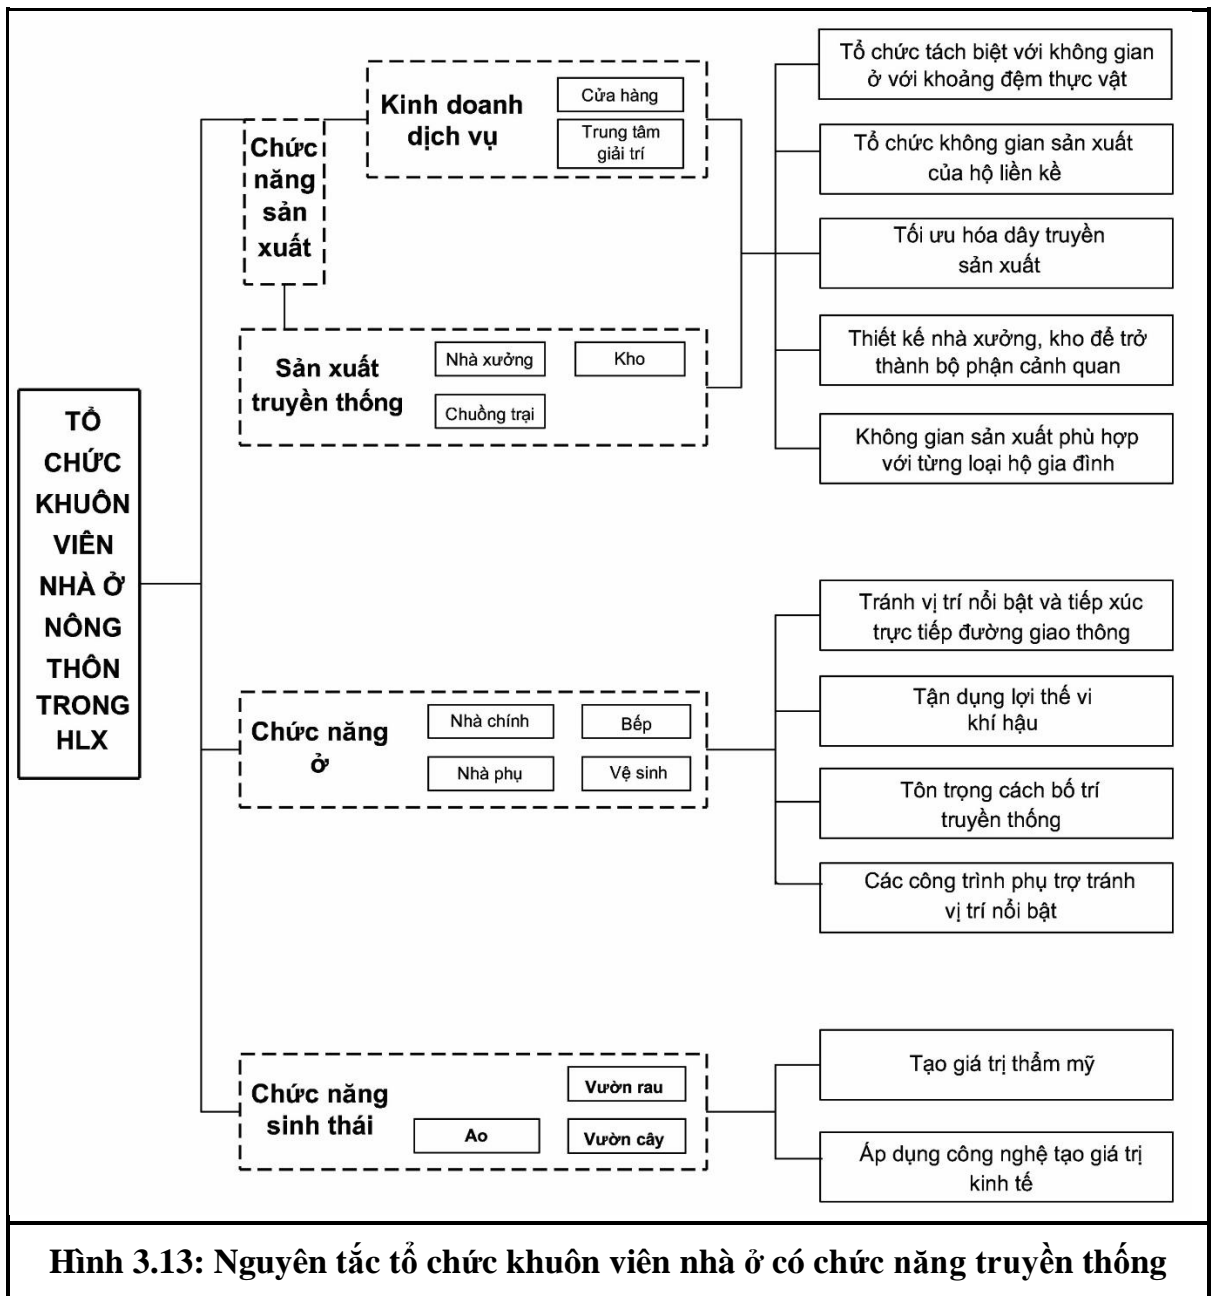 TỔ
CHỨC
KHUÔN
VIÊN
NHÀ Ở
NÔNG
THÔN
TRONG
HLX
Chức
năng
sản
xuất
Kinh doanh
dịch vụ
Cửa hàng
Trung tâm
giải trí
Sản xuất
truyền thống
Nhà xưởng
Kho
Chuồng trại
Tổ chức tách biệt với không gian
ở với khoảng đệm thực vật
Tổ chức không gian sản xuất
của hộ liền kề
Tối ưu hóa dây truyền
sản xuất
Thiết kế nhà xưởng, kho để trở
thành bộ phận cảnh quan
Không gian sản xuất phù hợp
với từng loại hộ gia đình
Chức năng
ở
Nhà chính
Bếp
Nhà phụ
Vệ sinh
Tránh vị trí nổi bật và tiếp xúc
trực tiếp đường giao thông
Tận dụng lợi thế vi
khí hậu
Tôn trọng cách bố trí
truyền thống
Các công trình phụ trợ tránh
vị trí nổi bật
Chức năng
sinh thái
Vườn rau
Ao
Vườn cây
Tạo giá trị thẩm mỹ
Áp dụng công nghệ tạo giá trị
kinh tế
Hình 3.13: Nguyên tắc tổ chức khuôn viên nhà ở có chức năng truyền thống